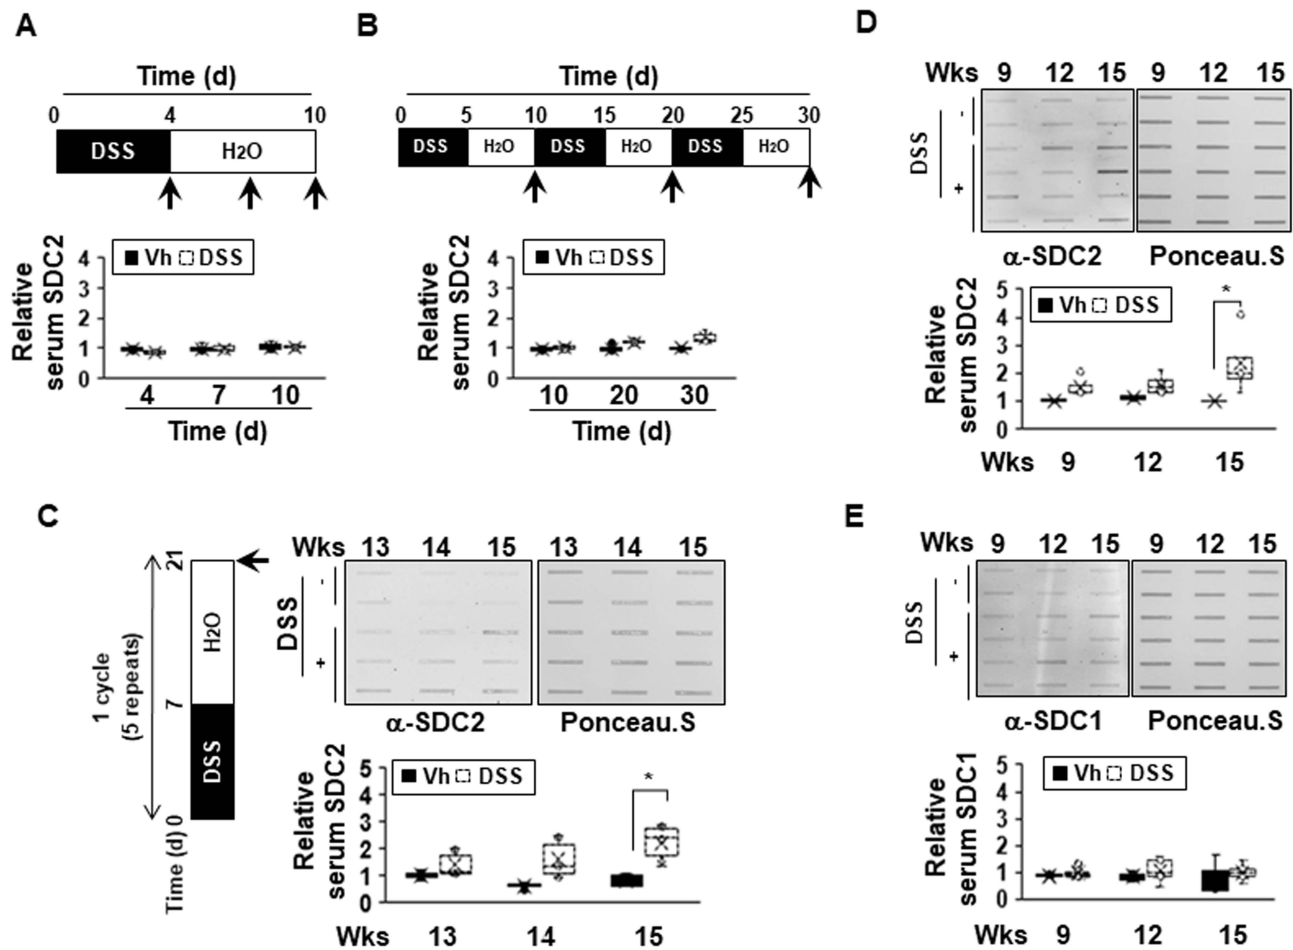 A
Time (d)
0 4 10
DSS H2O
Relative
serum SDC2
Vh DSS
4
3
2
1
0
4 7 10
Time (d)
B
Time (d)
0 5 10 15 20 25 30
DSS H2O DSS H2O DSS H2O
Relative
serum SDC2
Vh DSS
4
3
2
1
0
10 20 30
Time (d)
C
1 cycle
(5 repeats)
Time (d) 0 7 21
DSS H2O
Wks 13 14 15 13 14 15
DSS
-
+
α-SDC2 Ponceau.S
Relative
serum SDC2
Vh DSS
*
5
4
3
2
1
0
Wks 13 14 15
D
Wks 9 12 15 9 12 15
DSS
-
+
α-SDC2 Ponceau.S
Relative
serum SDC2
Vh DSS
*
5
4
3
2
1
0
Wks 9 12 15
E
Wks 9 12 15 9 12 15
DSS
-
+
α-SDC1 Ponceau.S
Relative
serum SDC1
Vh DSS
5
4
3
2
1
0
Wks 9 12 15